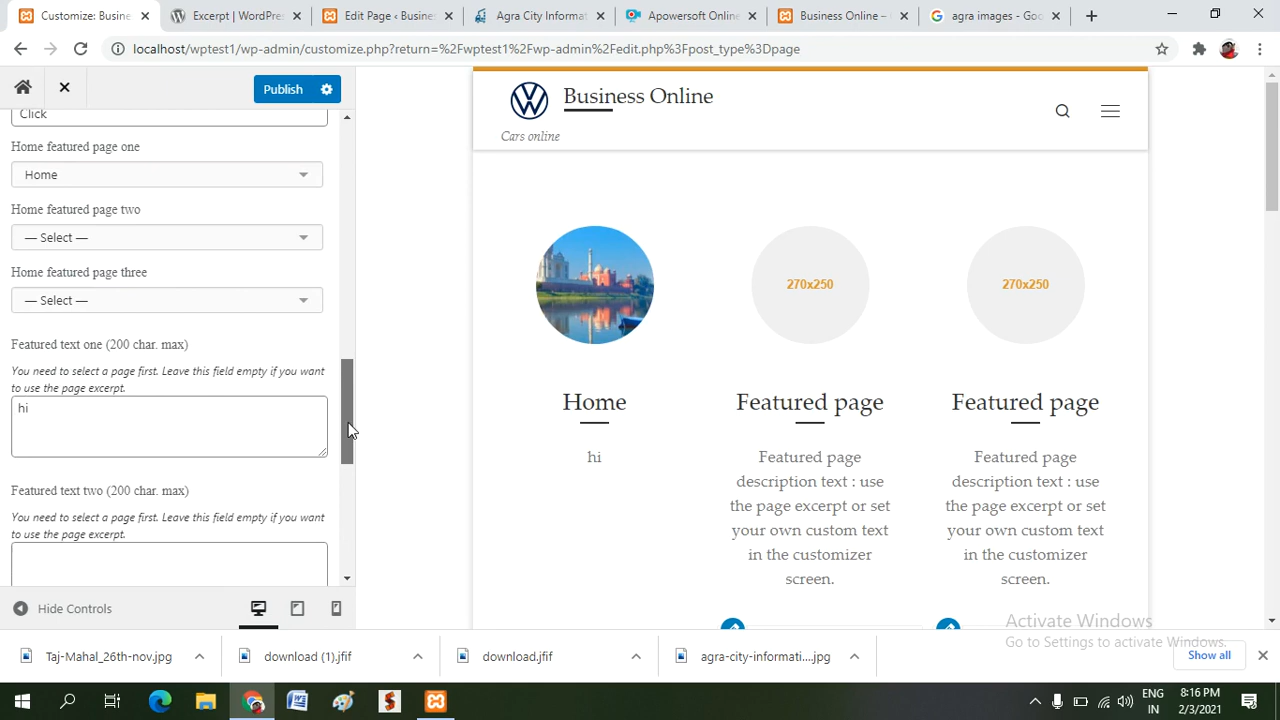 Customize: Busine
Excerpt | WordPre
Edit Page ‹ Busine
Agra City Informat
Apowersoft Online
Business Online –
agra images - Goo
localhost/wptest1/wp-admin/customize.php?return=%2Fwptest1%2Fwp-admin%2Fedit.php%3Fpost_type%3Dpage
Publish
Click
Home featured page one
Home
Home featured page two
— Select —
Home featured page three
— Select —
Featured text one (200 char. max)
You need to select a page first. Leave this field empty if you want
to use the page excerpt.
hi
Featured text two (200 char. max)
You need to select a page first. Leave this field empty if you want
to use the page excerpt.
Hide Controls
Business Online
Cars online
270x250
270x250
Home
hi
Featured page
Featured page
description text : use
the page excerpt or set
your own custom text
in the customizer
screen.
Featured page
Featured page
description text : use
the page excerpt or set
your own custom text
in the customizer
screen.
Activate Windows
Go to Settings to activate Windows.
Taj-Mahal_26th-nov.jpg
download (1).jfif
download.jfif
agra-city-informati....jpg
Show all
ENG
IN
8:16 PM
2/3/2021